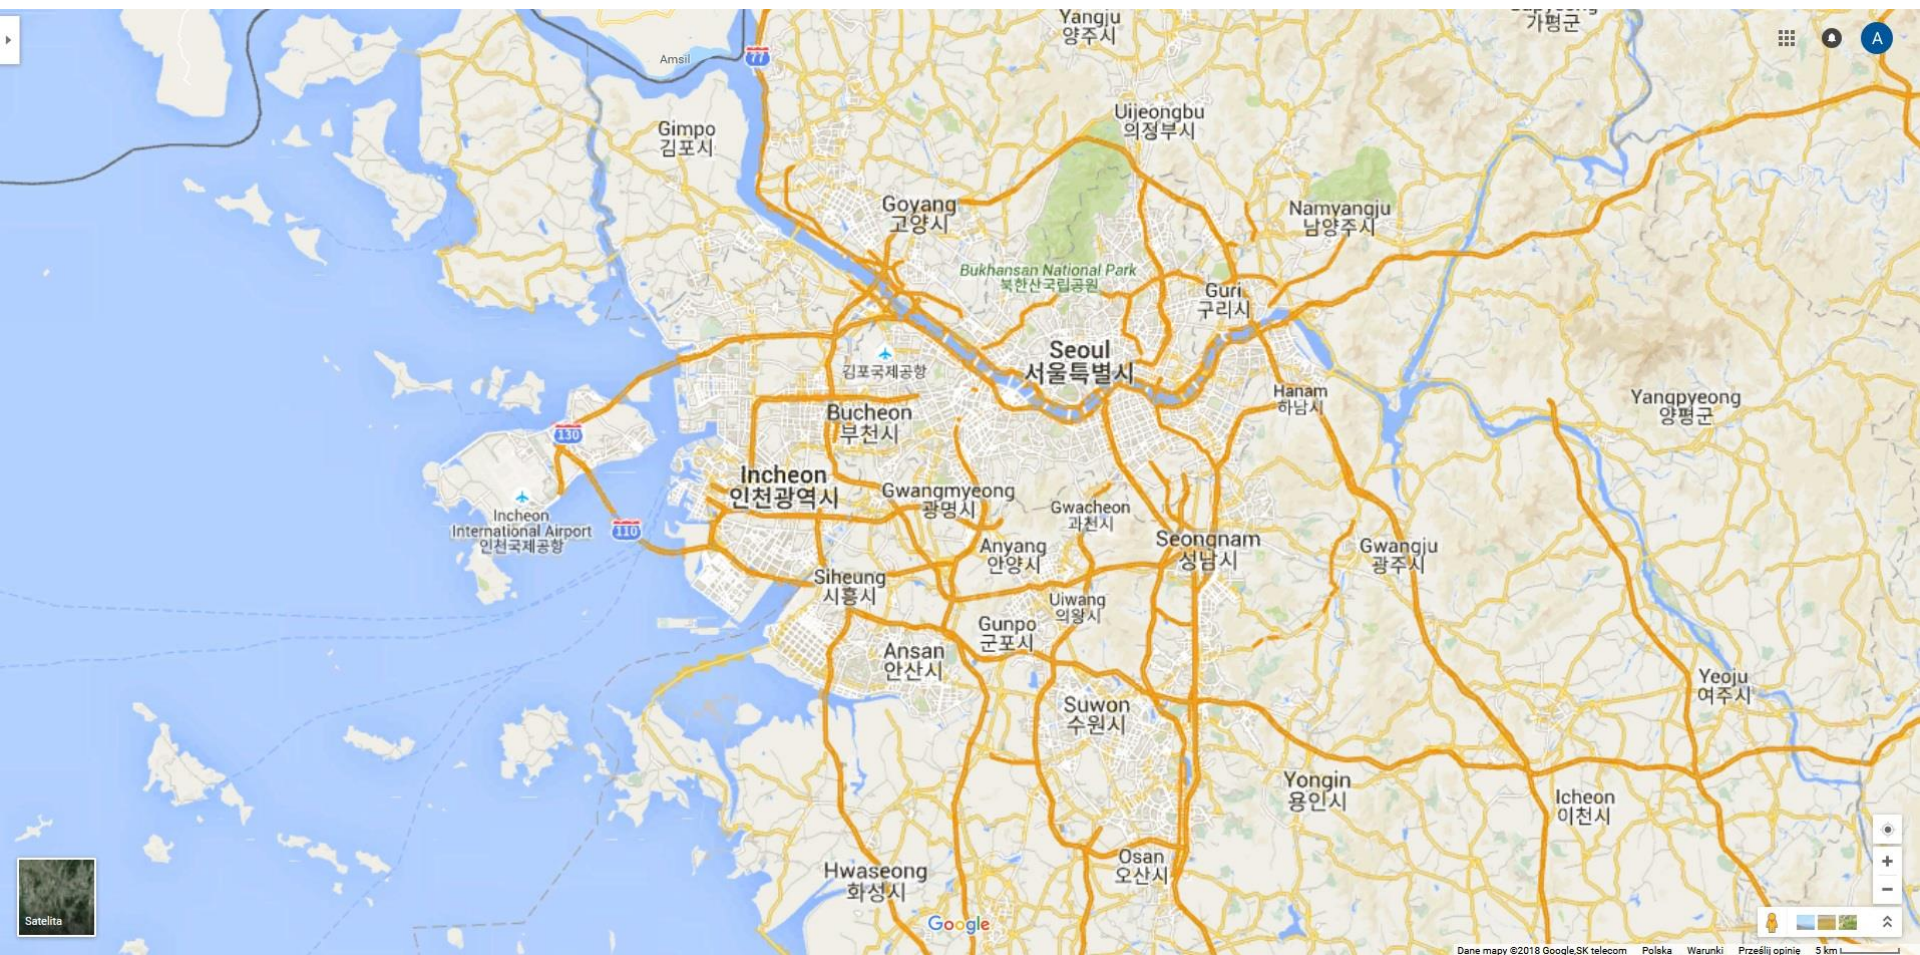 Yangju
양주시
가평군
77
Amsil
A
Gimpo
김포시
Uijeongbu
의정부시
Goyang
고양시
Namyangju
남양주시
Bukhansan National Park
북한산국립공원
Guri
구리시
Seoul
서울특별시
김포국제공항
Hanam
하남시
Yangpyeong
양평군
Bucheon
부천시
130
Incheon
인천광역시
Gwangmyeong
광명시
Gwacheon
과천시
Incheon
International Airport
인천국제공항
110
Anyang
안양시
Seongnam
성남시
Gwangju
광주시
Siheung
시흥시
Uiwang
의왕시
Gunpo
군포시
Ansan
안산시
Yeoju
여주시
Suwon
수원시
Yongin
용인시
Icheon
이천시
Osan
오산시
Hwaseong
화성시
Satelita
Google
Dane mapy ©2018 Google,SK telecom Polska Warunki Prześlij opinię 5 km